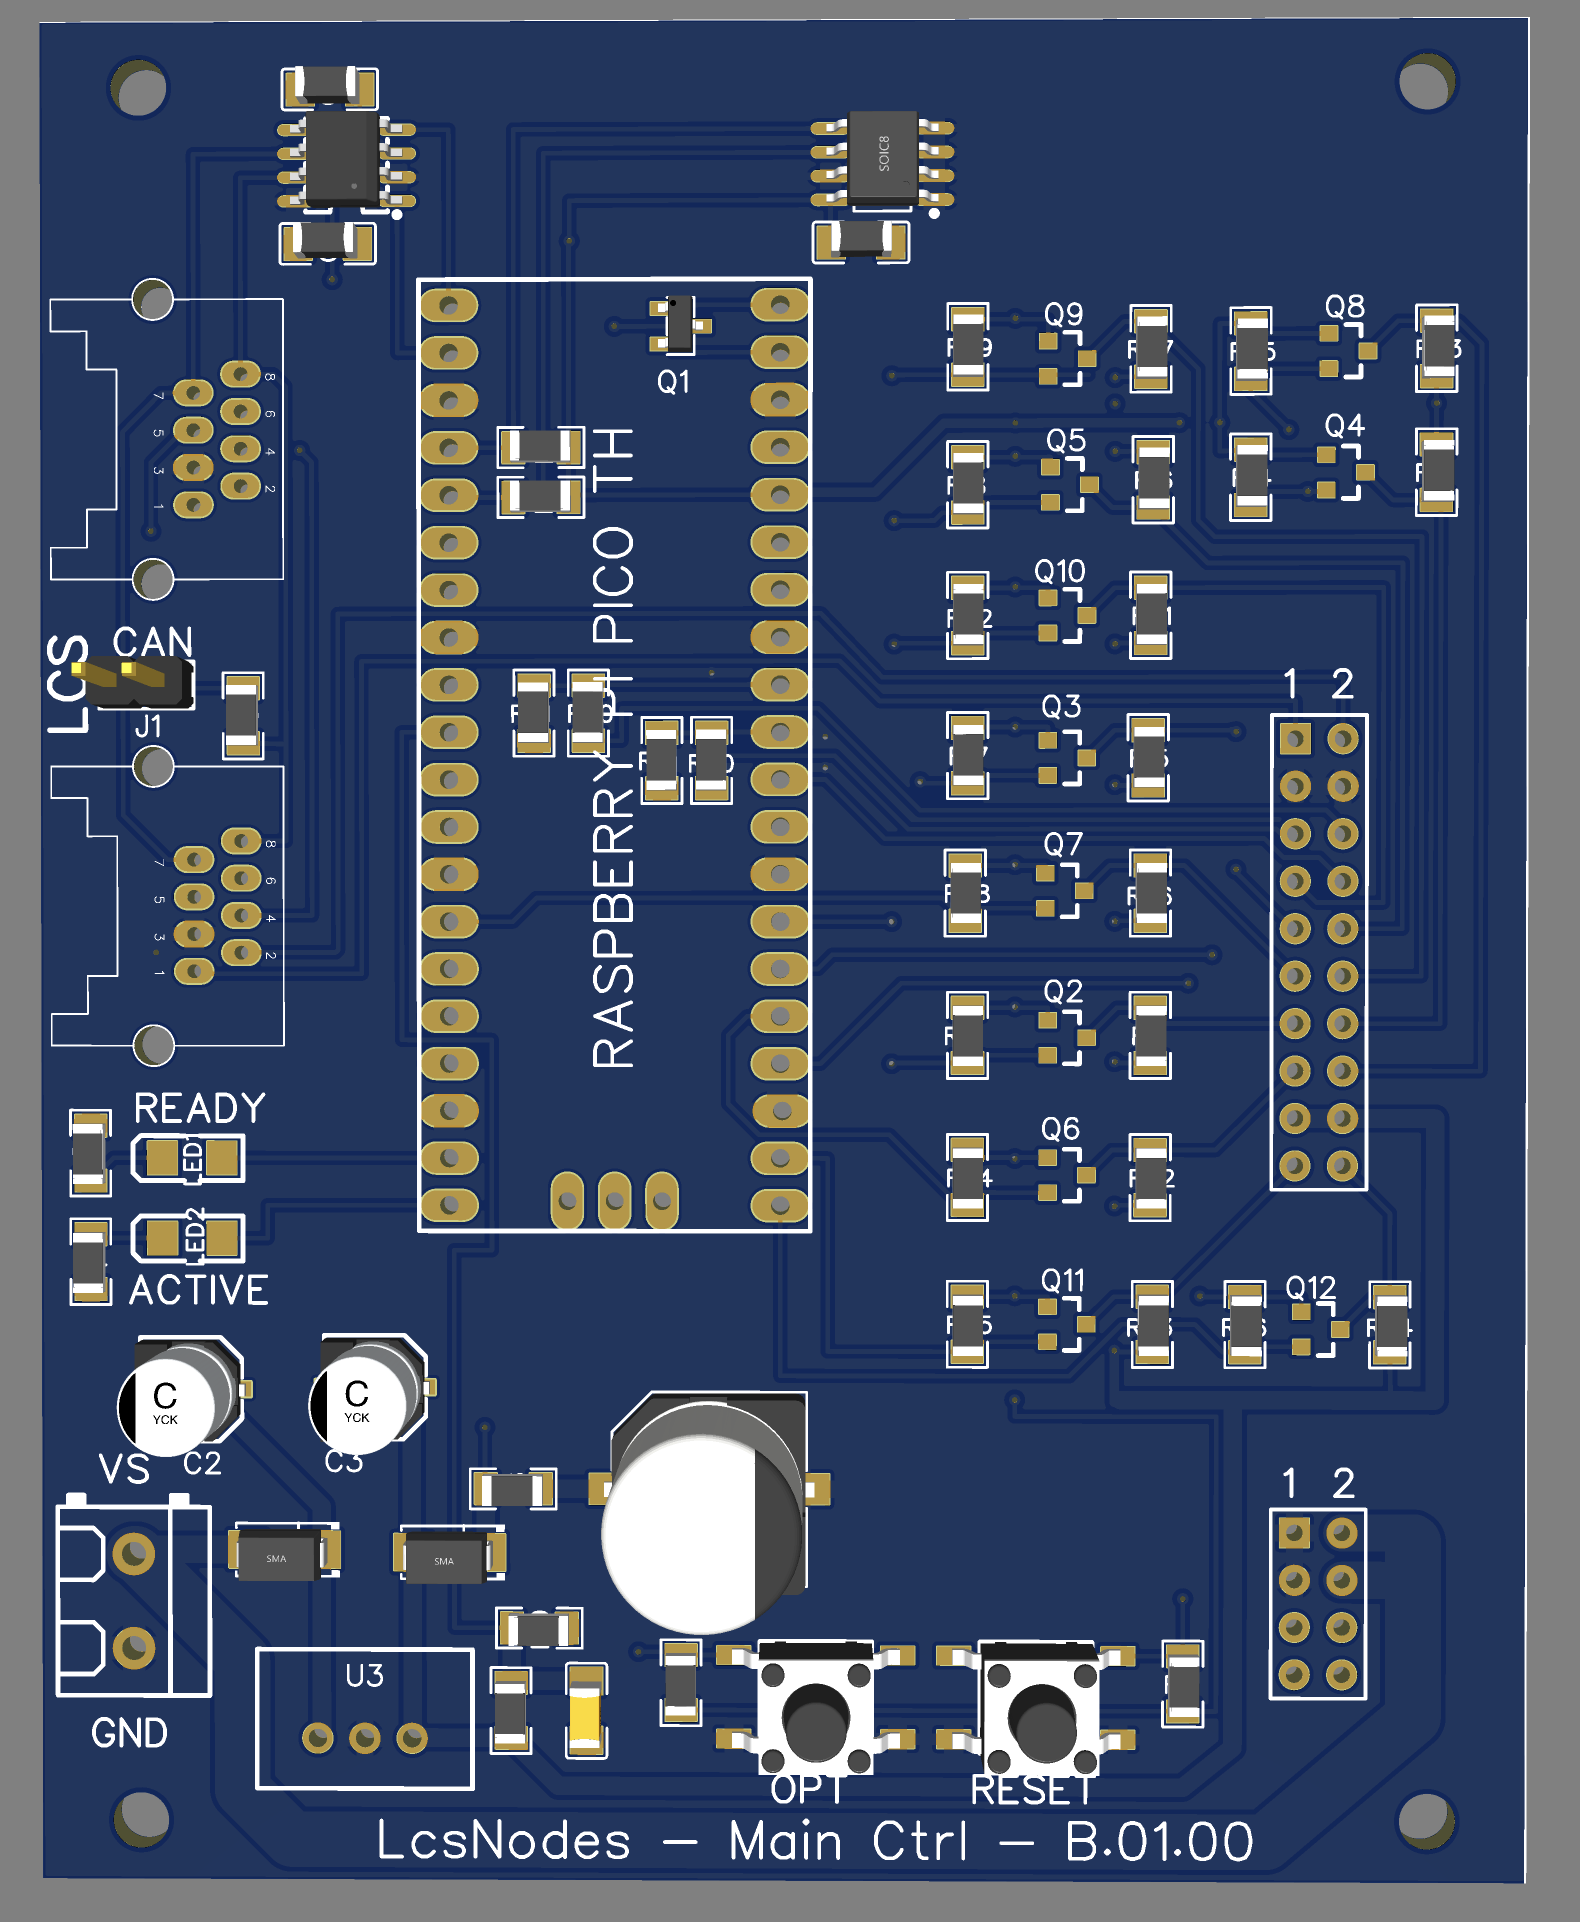 SOIC8
Q1
Q9
Q8
Q5
Q4
Q10
Q3
Q7
Q2
Q6
Q11
Q12
RASPBERRY PI PICO TH
8
7
6
5
4
3
2
1
LCS
CAN
J1
8
7
6
5
4
3
2
1
1 2
READY
LED1
LED2
ACTIVE
C
YCK
C
YCK
VS
C2
C3
SMA
SMA
1 2
GND
U3
OPT
RESET
LcsNodes - Main Ctrl - B.01.00